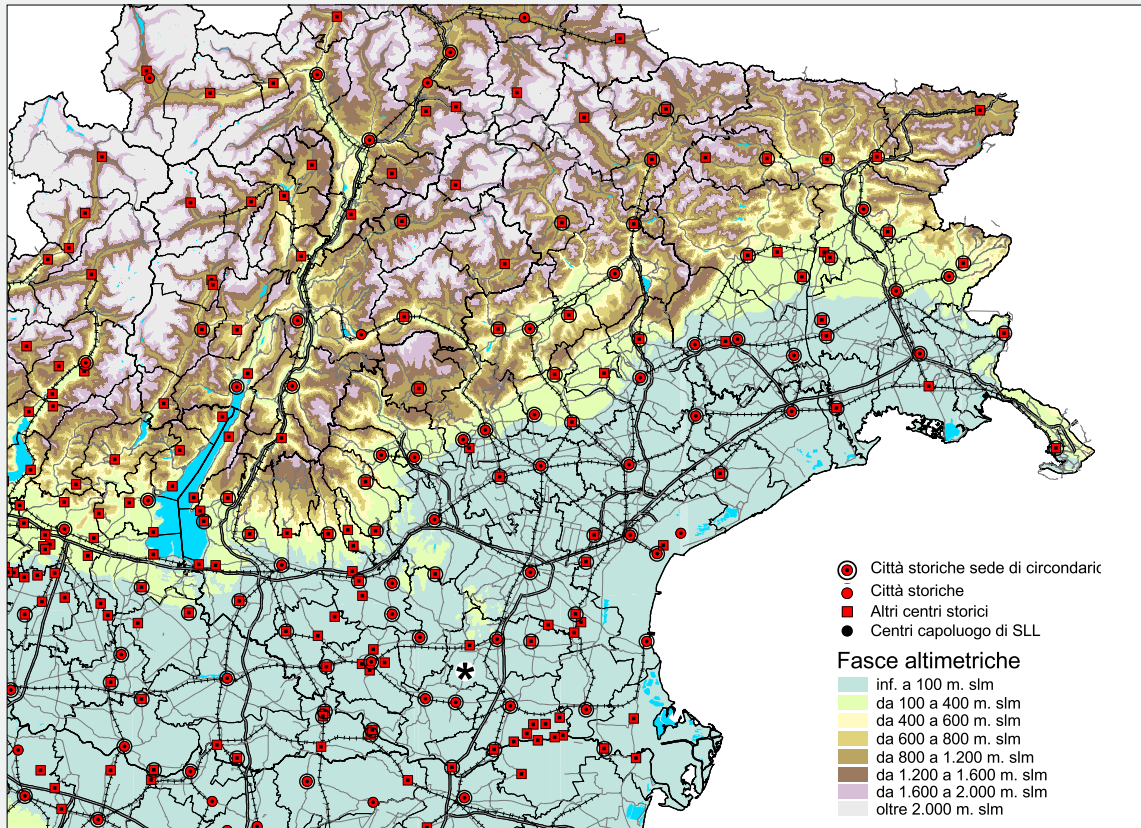 Città storiche sede di circondaric
Città storiche
Altri centri storici
Centri capoluogo di SLL
Fasce altimetriche
inf. a 100 m. slm
da 100 a 400 m. slm
da 400 a 600 m. slm
da 600 a 800 m. slm
da 800 a 1.200 m. slm
da 1.200 a 1.600 m. slm
da 1.600 a 2.000 m. slm
oltre 2.000 m. slm
*